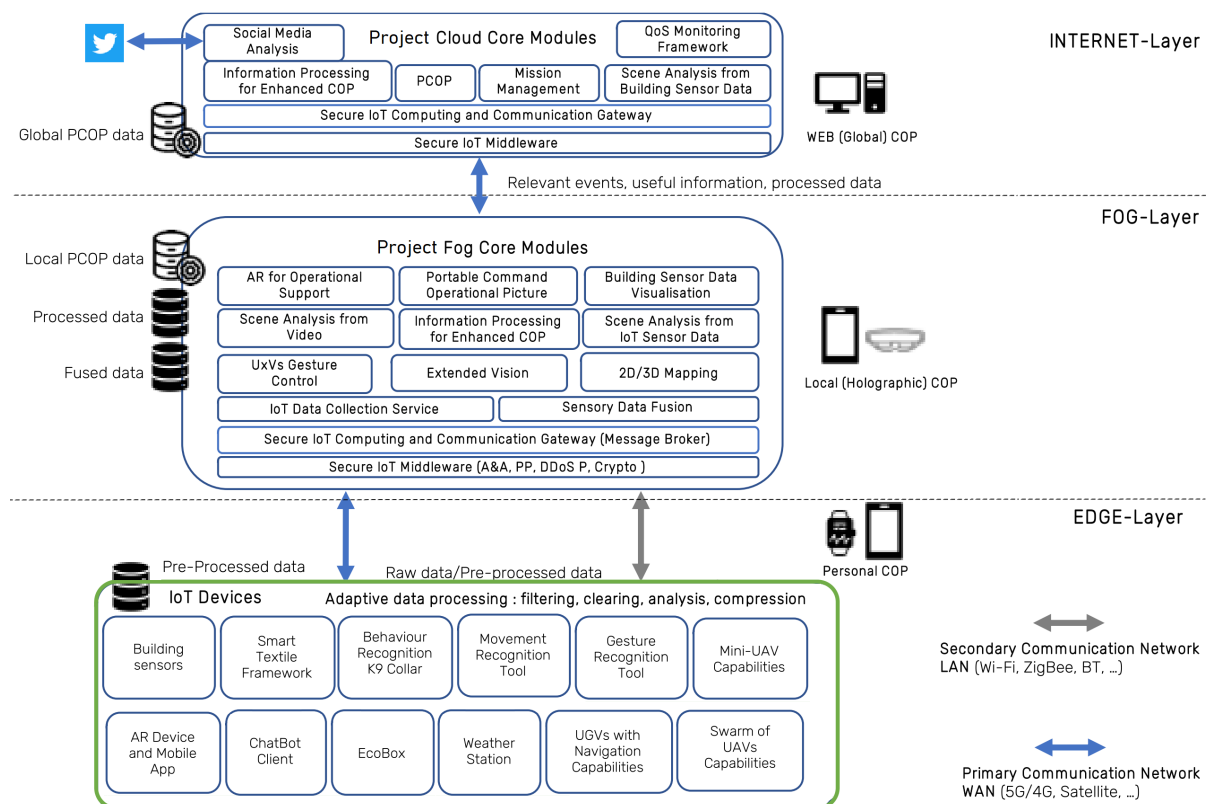 Social Media
Analysis
Project Cloud Core Modules
QoS Monitoring
Framework
INTERNET-Layer
Information Processing
for Enhanced COP
PCOP
Mission
Management
Scene Analysis from
Building Sensor Data
Secure IoT Computing and Communication Gateway
Secure IoT Middleware
Global PCOP data
WEB (Global) COP
Relevant events, useful information, processed data
FOG-Layer
Project Fog Core Modules
Local PCOP data
Processed data
Fused data
AR for Operational
Support
Portable Command
Operational Picture
Building Sensor Data
Visualisation
Scene Analysis from
Video
Information Processing
for Enhanced COP
Scene Analysis from
IoT Sensor Data
UxVs Gesture
Control
Extended Vision
2D/3D Mapping
IoT Data Collection Service
Sensory Data Fusion
Secure IoT Computing and Communication Gateway (Message Broker)
Secure IoT Middleware (A&A, PP, DDoS P, Crypto )
Local (Holographic) COP
EDGE-Layer
Personal COP
Pre-Processed data
Raw data/Pre-processed data
IoT Devices
Adaptive data processing : filtering, clearing, analysis, compression
Building
sensors
Smart
Textile
Framework
Behaviour
Recognition
K9 Collar
Movement
Recognition
Tool
Gesture
Recognition
Tool
Mini-UAV
Capabilities
AR Device
and Mobile
App
ChatBot
Client
EcoBox
Weather
Station
UGVs with
Navigation
Capabilities
Swarm of
UAVs
Capabilities
Secondary Communication Network
LAN (Wi-Fi, ZigBee, BT, …)
Primary Communication Network
WAN (5G/4G, Satellite, …)